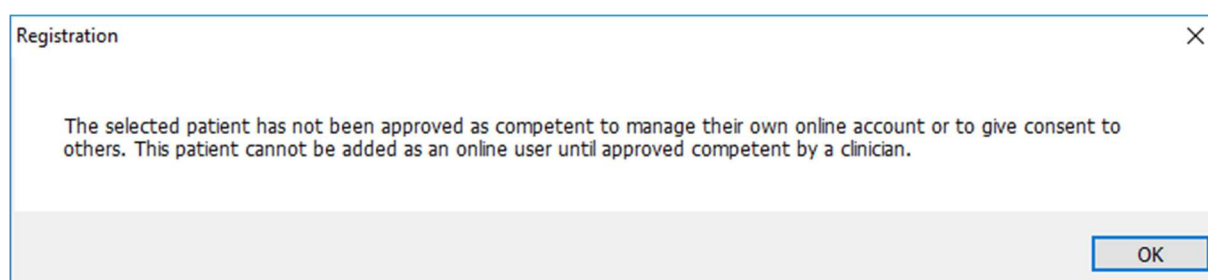 Registration
The selected patient has not been approved as competent to manage their own online account or to give consent to
others. This patient cannot be added as an online user until approved competent by a clinician.
OK